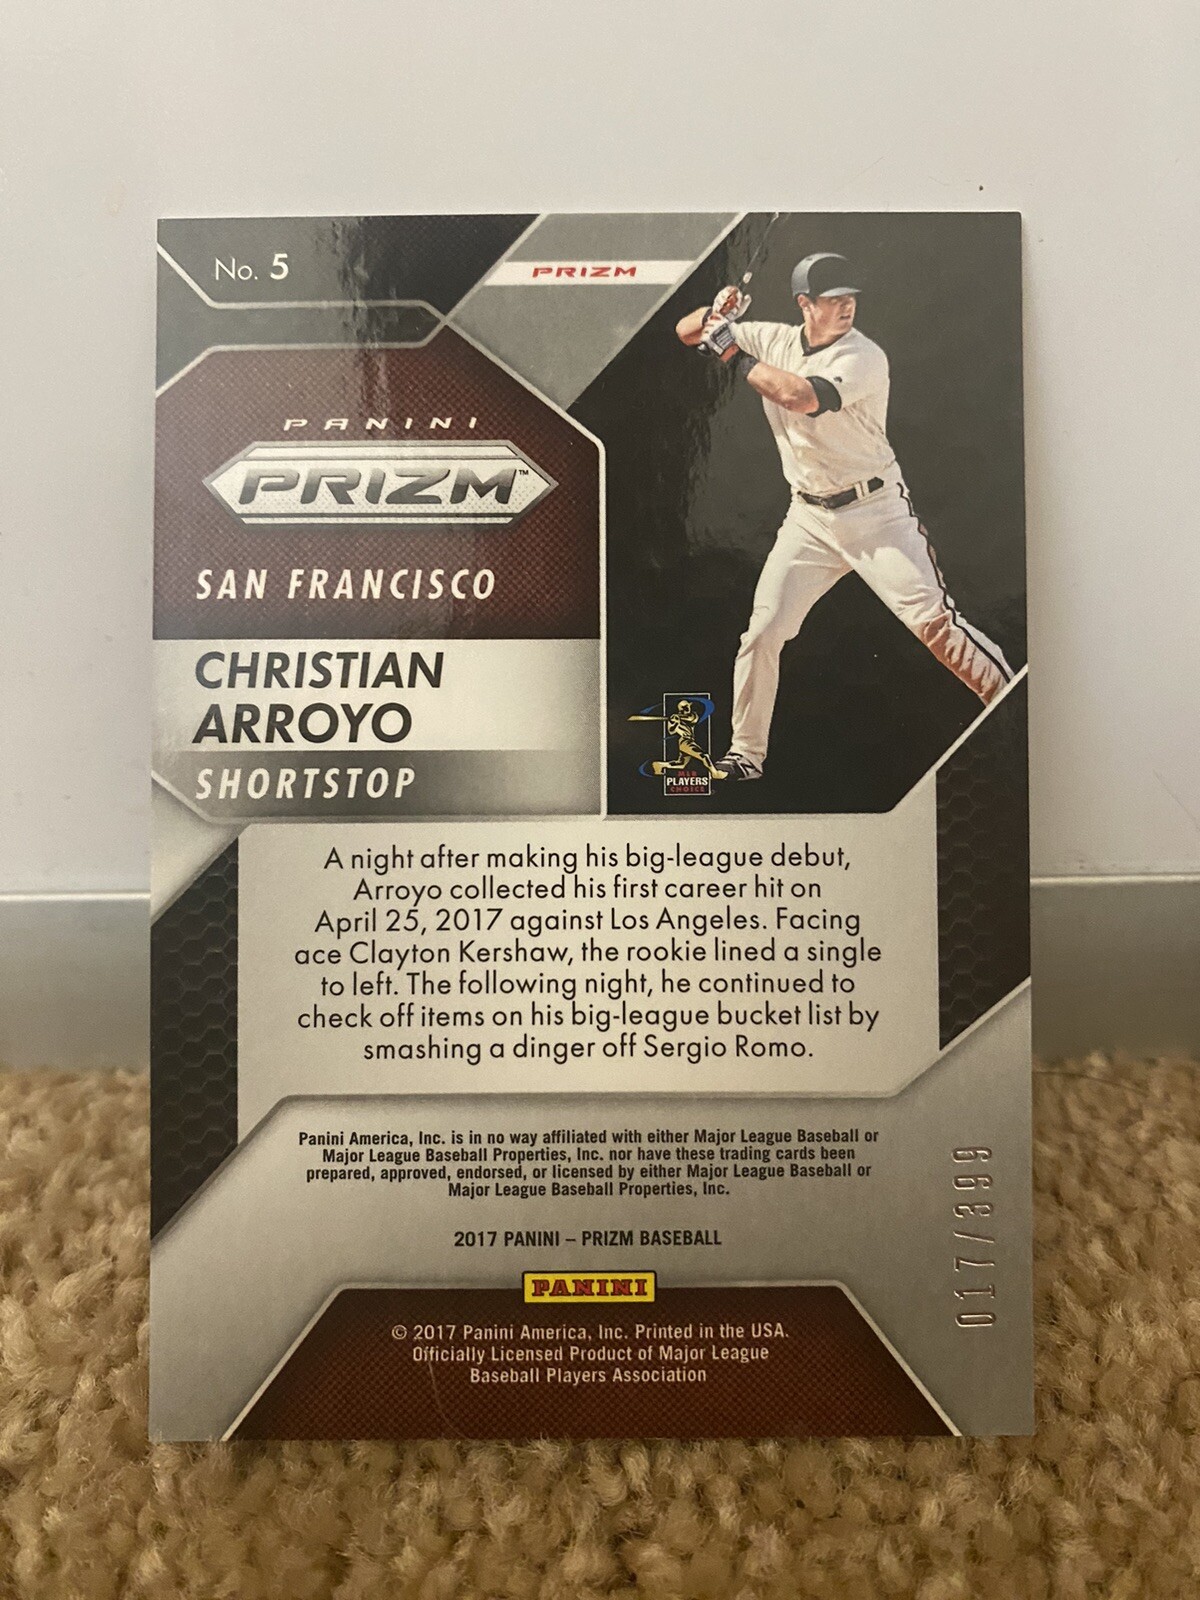 No. 5
PRIZM
PANINI
PRIZM™
SAN FRANCISCO
CHRISTIAN
ARROYO
SHORTSTOP
MLB
PLAYERS
CHOICE
A night after making his big-league debut,
Arroyo collected his first career hit on
April 25, 2017 against Los Angeles. Facing
ace Clayton Kershaw, the rookie lined a single
to left. The following night, he continued to
check off items on his big-league bucket list by
smashing a dinger off Sergio Romo.
Panini America, Inc. is in no way affiliated with either Major League Baseball or
Major League Baseball Properties, Inc. nor have these trading cards been
prepared, approved, endorsed, or licensed by either Major League Baseball or
Major League Baseball Properties, Inc.
2017 PANINI – PRIZM BASEBALL
017/399
PANINI
© 2017 Panini America, Inc. Printed in the USA.
Officially Licensed Product of Major League
Baseball Players Association